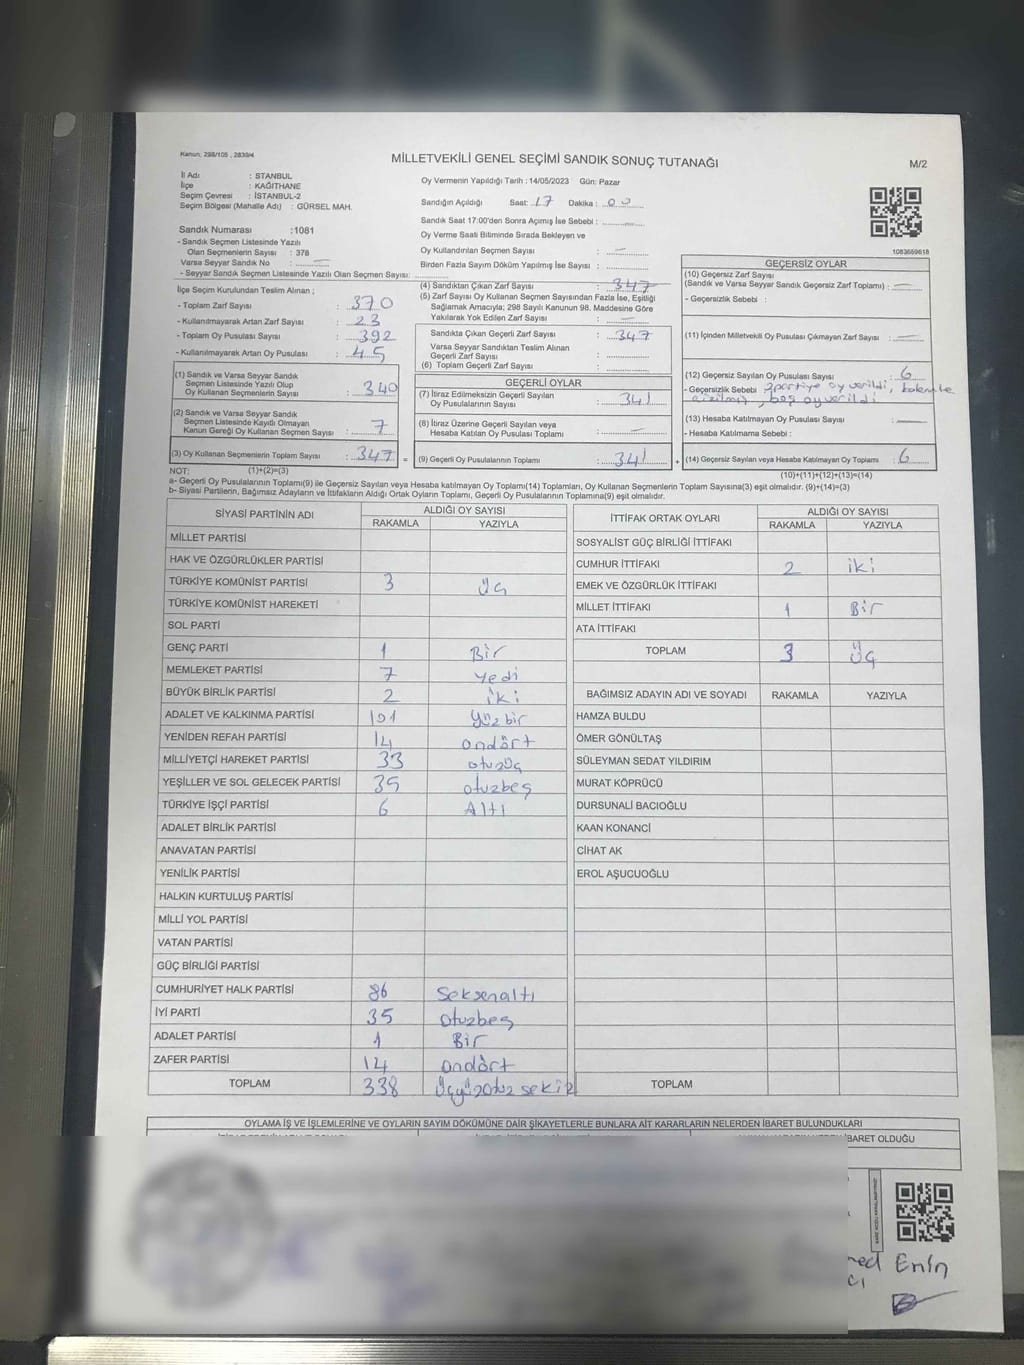 Kanun: 298/105 , 2839/4
MİLLETVEKİLİ GENEL SEÇİMİ SANDIK SONUÇ TUTANAĞI
M/2
İl Adı : STANBUL
İlçe : KAĞITHANE
Seçim Çevresi : İSTANBUL-2
Seçim Bölgesi (Mahalle Adı) : GÜRSEL MAH.
Sandık Numarası :1081
- Sandık Seçmen Listesinde Yazılı
Olan Seçmenlerin Sayısı : 378
Varsa Seyyar Sandık No :
- Seyyar Sandık Seçmen Listesinde Yazılı Olan Seçmen Sayısı:
İlçe Seçim Kurulundan Teslim Alınan ;
- Toplam Zarf Sayısı : 370
- Kullanılmayarak Artan Zarf Sayısı : 23
- Toplam Oy Pusulası Sayısı : 392
- Kullanılmayarak Artan Oy Pusulası : 45
(1) Sandık ve Varsa Seyyar Sandık
Seçmen Listesinde Yazılı Olup
Oy Kullanan Seçmenlerin Sayısı : 340
(2) Sandık ve Varsa Seyyar Sandık
Seçmen Listesinde Kayıtlı Olmayan
Kanun Gereği Oy Kullanan Seçmen Sayısı : 7
(3) Oy Kullanan Seçmenlerin Toplam Sayısı : 347 =
Oy Vermenin Yapıldığı Tarih : 14/05/2023 Gün: Pazar
Sandığın Açıldığı Saat: 17 Dakika : 00
Sandık Saat 17:00'den Sonra Açımış İse Sebebi :
Oy Verme Saati Bitiminde Sırada Bekleyen ve
Oy Kullandırılan Seçmen Sayısı :
Birden Fazla Sayım Döküm Yapılmış İse Sayısı :
(4) Sandıktan Çıkan Zarf Sayısı : 347
(5) Zarf Sayısı Oy Kullanan Seçmen Sayısından Fazla İse, Eşitliği
Sağlamak Amacıyla; 298 Sayılı Kanunun 98. Maddesine Göre
Yakılarak Yok Edilen Zarf Sayısı :
Sandıkta Çıkan Geçerli Zarf Sayısı : 347
Varsa Seyyar Sandıktan Teslim Alınan
Geçerli Zarf Sayısı :
(6) Toplam Geçerli Zarf Sayısı :
GEÇERLİ OYLAR
(7) İtiraz Edilmeksizin Geçerli Sayılan
Oy Pusulalarının Sayısı : 341
(8) İtiraz Üzerine Geçerli Sayılan veya
Hesaba Katılan Oy Pusulası Toplamı :
(9) Geçerli Oy Pusulalarının Toplamı : 341 +
1083659618
GEÇERSİZ OYLAR
(10) Geçersiz Zarf Sayısı
(Sandık ve Varsa Seyyar Sandık Geçersiz Zarf Toplamı) :
- Geçersizlik Sebebi :
(11) İçinden Milletvekili Oy Pusulası Çıkmayan Zarf Sayısı :
(12) Geçersiz Sayılan Oy Pusulası Sayısı : 6
- Geçersizlik Sebebi 3 partiye oy verildi, kalemle
çizilmiş, boş oy verildi
(13) Hesaba Katılmayan Oy Pusulası Sayısı :
- Hesaba Katılmama Sebebi :
(14) Geçersiz Sayılan veya Hesaba Katılmayan Oy Toplamı : 6
NOT: (1)+(2)=(3)
(10)+(11)+(12)+(13)=(14)
a- Geçerli Oy Pusulalarının Toplamı(9) ile Geçersiz Sayılan veya Hesaba katılmayan Oy Toplamı(14) Toplamları, Oy Kullanan Seçmenlerin Toplam Sayısına(3) eşit olmalıdır. (9)+(14)=(3)
b- Siyasi Partilerin, Bağımsız Adayların ve İttifakların Aldığı Ortak Oyların Toplamı, Geçerli Oy Pusulalarının Toplamına(9) eşit olmalıdır.
SİYASİ PARTİNİN ADI
ALDIĞI OY SAYISI
RAKAMLA YAZIYLA
MİLLET PARTİSİ
HAK VE ÖZGÜRLÜKLER PARTİSİ
TÜRKİYE KOMÜNİST PARTİSİ 3 Üç
TÜRKİYE KOMÜNİST HAREKETİ
SOL PARTİ
GENÇ PARTİ 1 Bir
MEMLEKET PARTİSİ 7 Yedi
BÜYÜK BİRLİK PARTİSİ 2 iki
ADALET VE KALKINMA PARTİSİ 101 Yüzbir
YENİDEN REFAH PARTİSİ 14 ondört
MİLLİYETÇİ HAREKET PARTİSİ 33 otuzüç
YEŞİLLER VE SOL GELECEK PARTİSİ 35 otuzbeş
TÜRKİYE İŞÇİ PARTİSİ 6 Altı
ADALET BİRLİK PARTİSİ
ANAVATAN PARTİSİ
YENİLİK PARTİSİ
HALKIN KURTULUŞ PARTİSİ
MİLLİ YOL PARTİSİ
VATAN PARTİSİ
GÜÇ BİRLİĞİ PARTİSİ
CUMHURİYET HALK PARTİSİ 86 Seksenaltı
İYİ PARTİ 35 otuzbeş
ADALET PARTİSİ 1 Bir
ZAFER PARTİSİ 14 ondört
TOPLAM 338 Üçyüzotuz sekiz
İTTİFAK ORTAK OYLARI
ALDIĞI OY SAYISI
RAKAMLA YAZIYLA
SOSYALİST GÜÇ BİRLİĞİ İTTİFAKI
CUMHUR İTTİFAKI 2 iki
EMEK VE ÖZGÜRLÜK İTTİFAKI
MİLLET İTTİFAKI 1 Bir
ATA İTTİFAKI
TOPLAM 3 Üç
BAĞIMSIZ ADAYIN ADI VE SOYADI RAKAMLA YAZIYLA
HAMZA BULDU
ÖMER GÖNÜLTAŞ
SÜLEYMAN SEDAT YILDIRIM
MURAT KÖPRÜCÜ
DURSUNALİ BACIOĞLU
KAAN KONANCİ
CİHAT AK
EROL AŞUCUOĞLU
TOPLAM
OYLAMA İŞ VE İŞLEMLERİNE VE OYLARIN SAYIM DÖKÜMÜNE DAİR ŞİKAYETLERLE BUNLARA AİT KARARLARIN NELERDEN İBARET BULUNDUKLARI
İBARET OLDUĞU
Emin